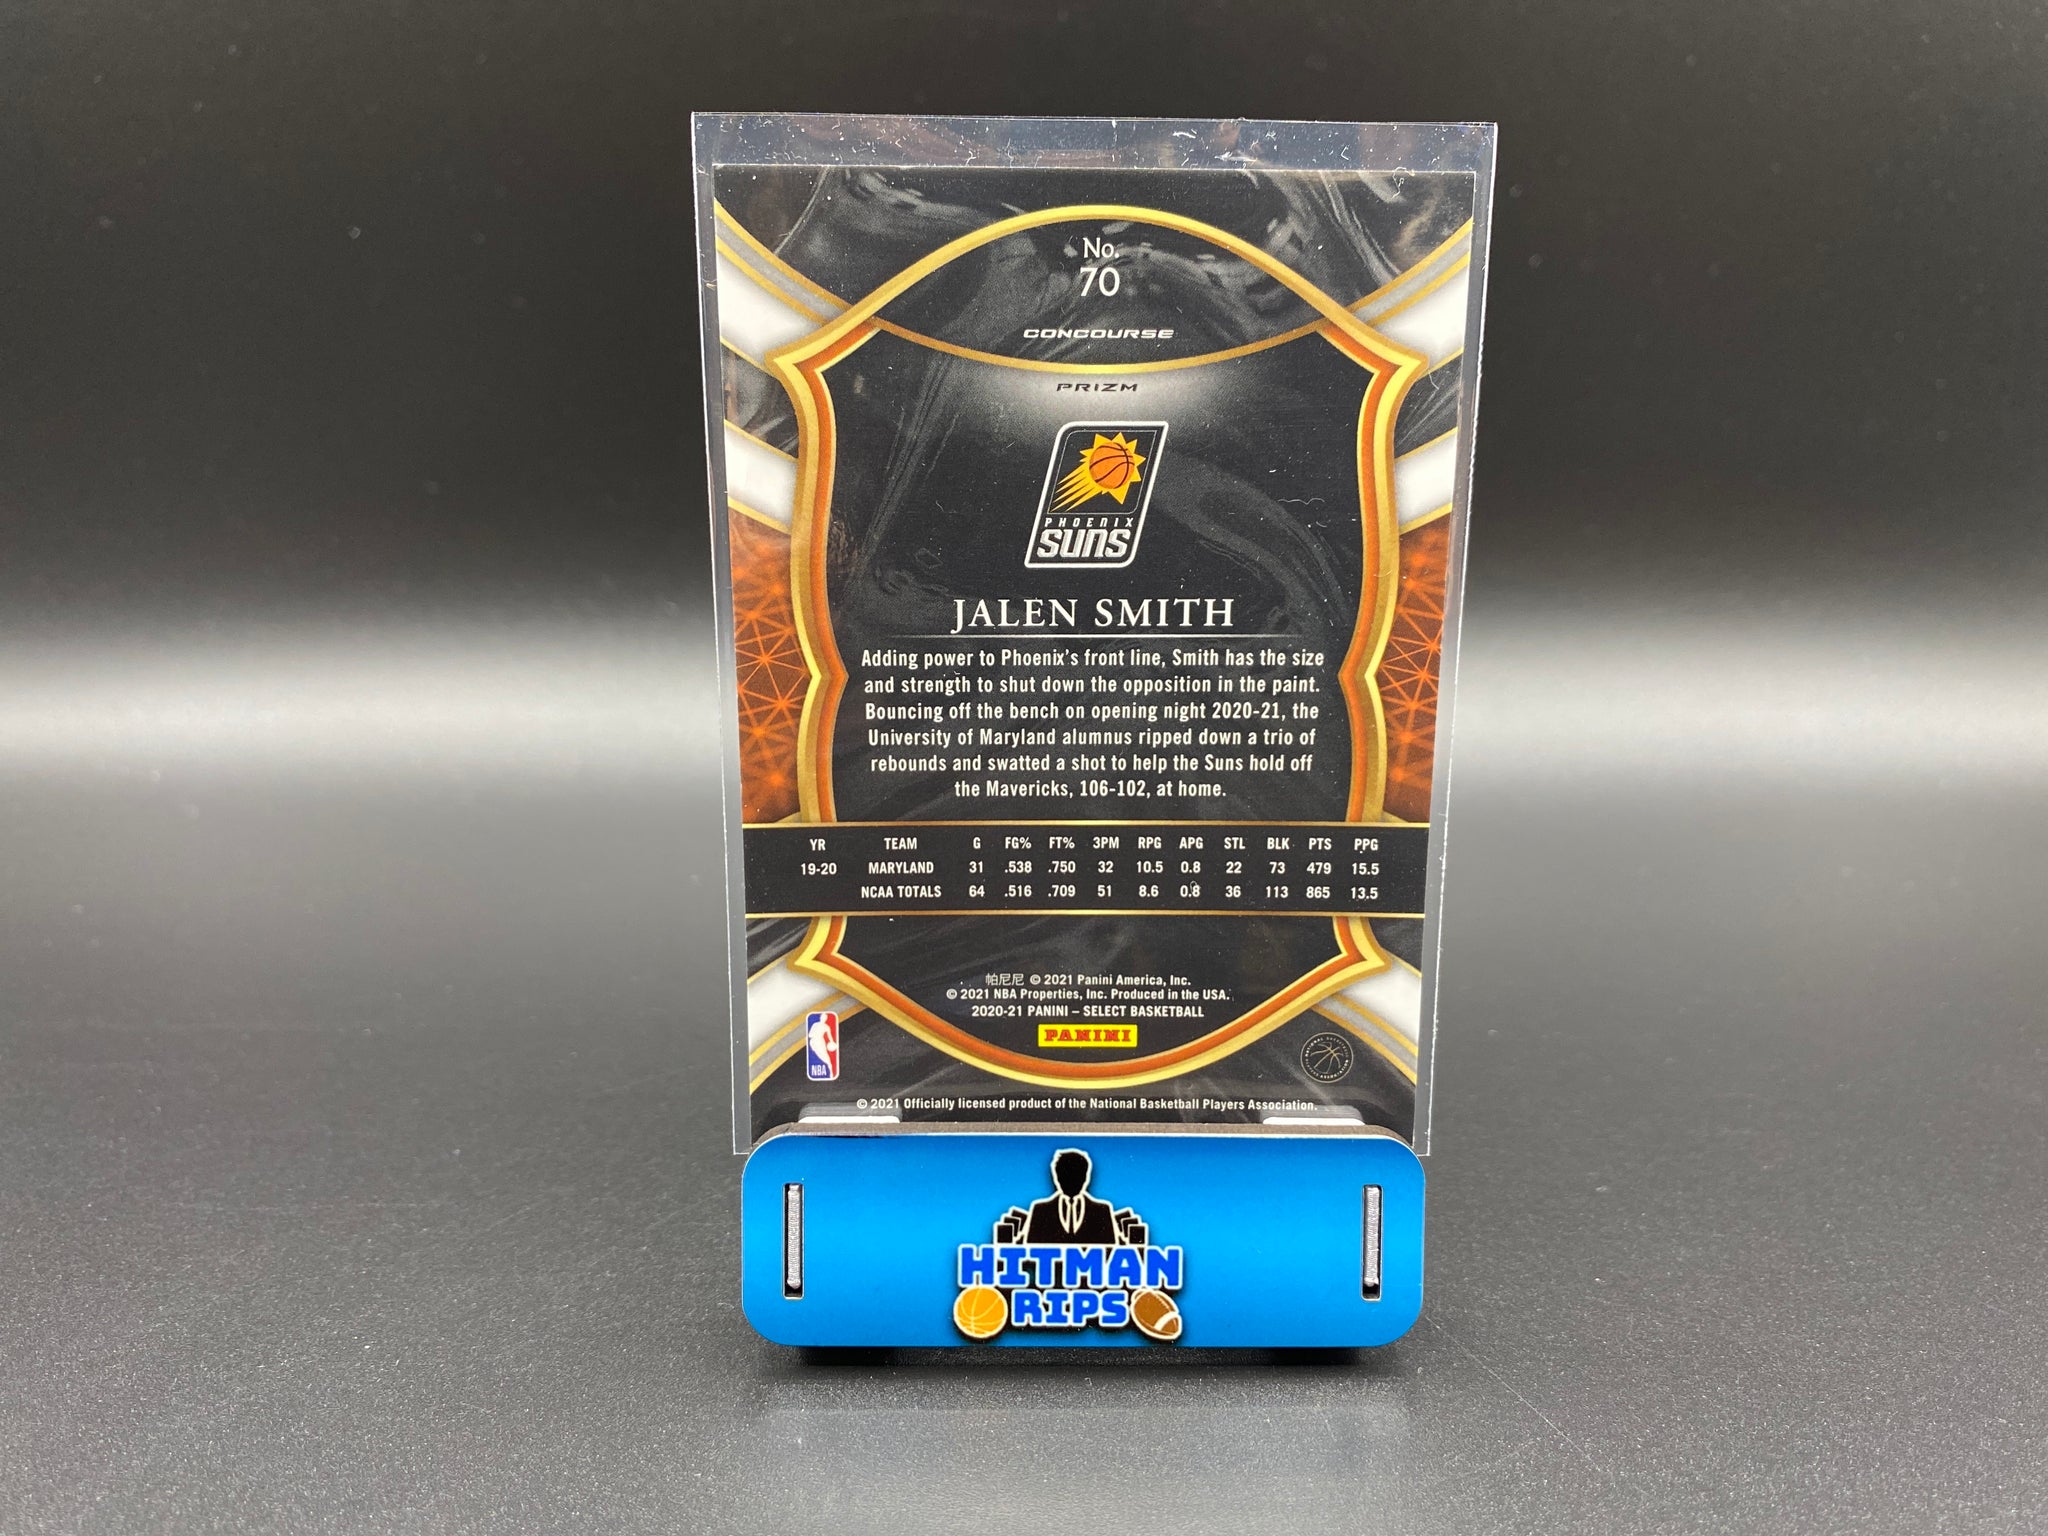 No.
70
CONCOURSE
PRIZM
PHOENIX
SUNS
JALEN SMITH
Adding power to Phoenix's front line, Smith has the size
and strength to shut down the opposition in the paint.
Bouncing off the bench on opening night 2020-21, the
University of Maryland alumnus ripped down a trio of
rebounds and swatted a shot to help the Suns hold off
the Mavericks, 106-102, at home.
YR TEAM G FG% FT% 3PM RPG APG STL BLK PTS PPG
19-20 MARYLAND 31 .538 .750 32 10.5 0.8 22 73 479 15.5
NCAA TOTALS 64 .516 .709 51 8.6 0.8 36 113 865 13.5
帕尼尼 © 2021 Panini America, Inc.
© 2021 NBA Properties, Inc. Produced in the USA.
2020-21 PANINI – SELECT BASKETBALL
PANINI
NBA
© 2021 Officially licensed product of the National Basketball Players Association.
HITMAN
RIPS